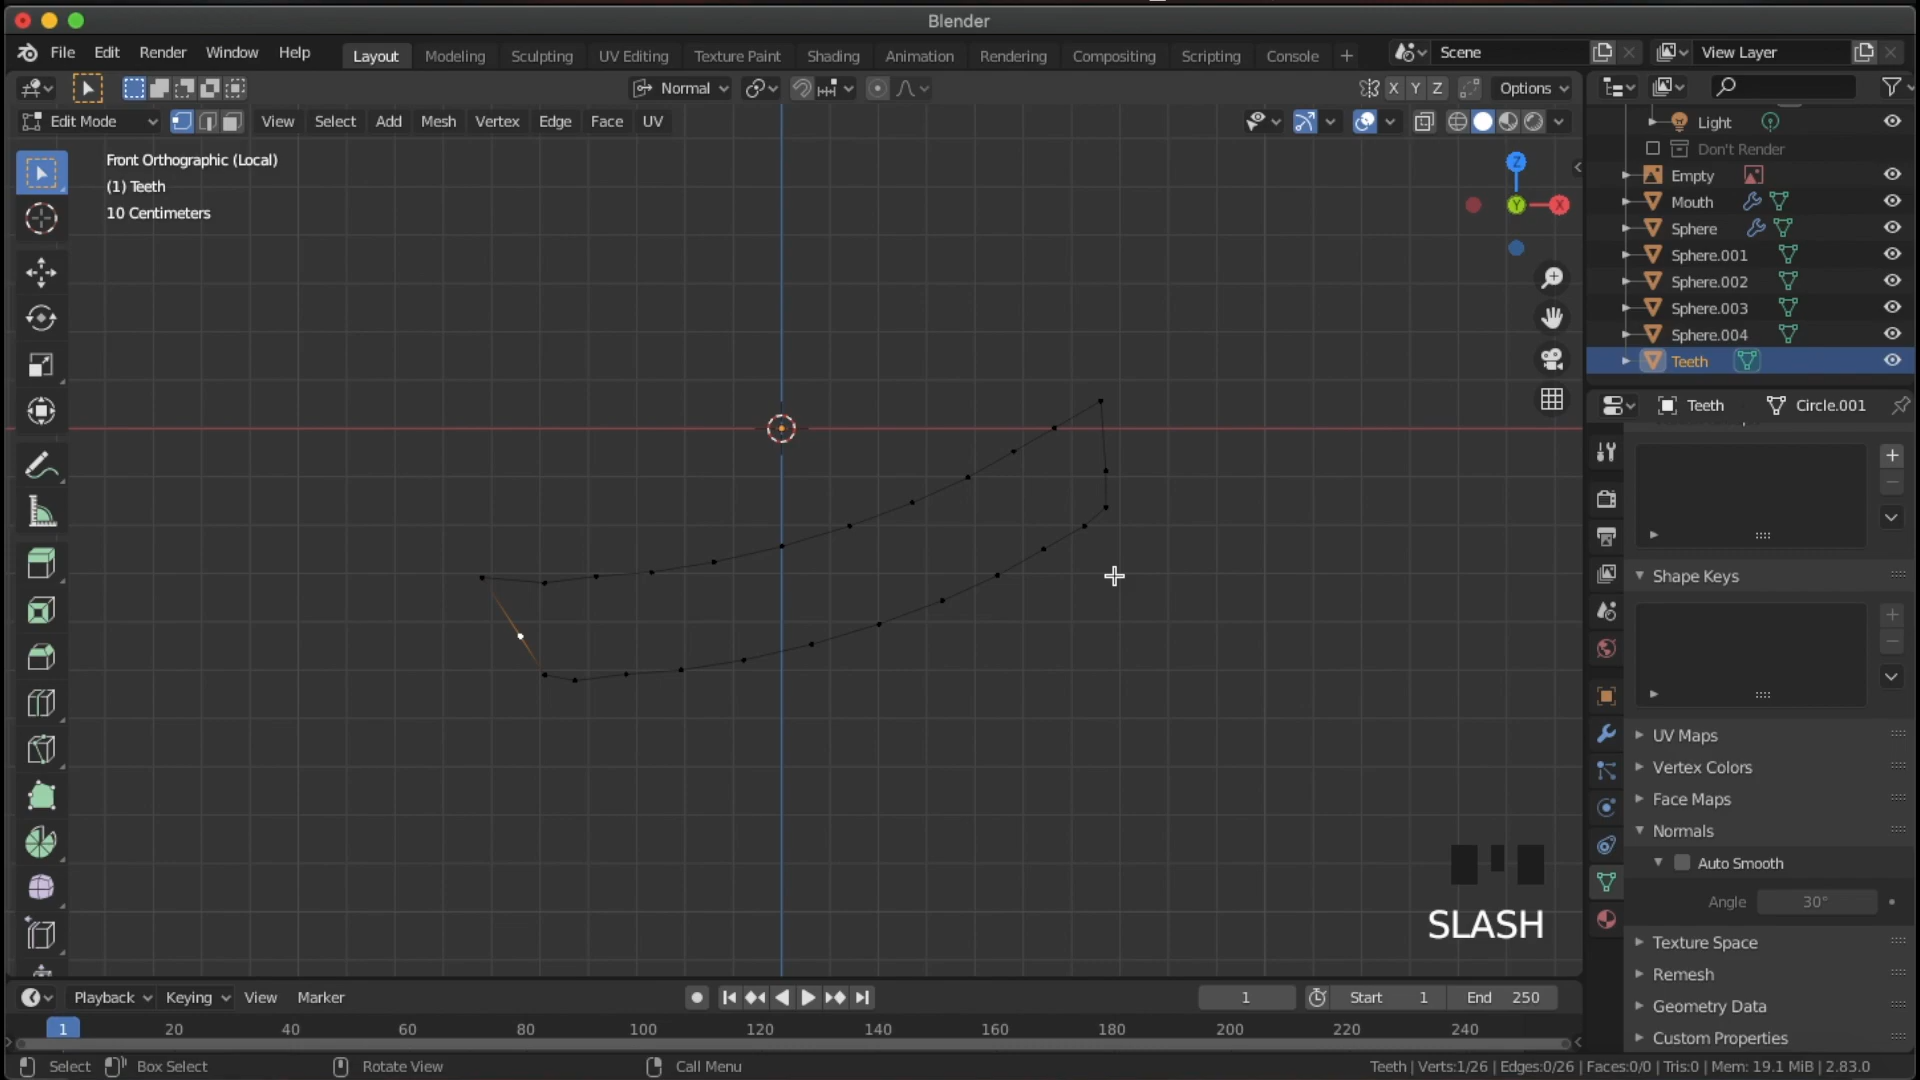 Blender
File Edit Render Window Help Layout Modeling Sculpting UV Editing Texture Paint Shading Animation Rendering Compositing Scripting Console + Scene View Layer
Normal X Y Z Options
Edit Mode View Select Add Mesh Vertex Edge Face UV
Front Orthographic (Local)
(1) Teeth
10 Centimeters
Z
Y
X
Light
Don't Render
Empty
Mouth
Sphere
Sphere.001
Sphere.002
Sphere.003
Sphere.004
Teeth
Teeth Circle.001
Shape Keys
UV Maps
Vertex Colors
Face Maps
Normals
Auto Smooth
Angle 30°
Texture Space
Remesh
Geometry Data
Custom Properties
SLASH
Playback Keying View Marker 1 Start 1 End 250
1 20 40 60 80 100 120 140 160 180 200 220 240
Select Box Select Rotate View Call Menu Teeth | Verts:1/26 | Edges:0/26 | Faces:0/0 | Tris:0 | Mem: 19.1 MiB | 2.83.0